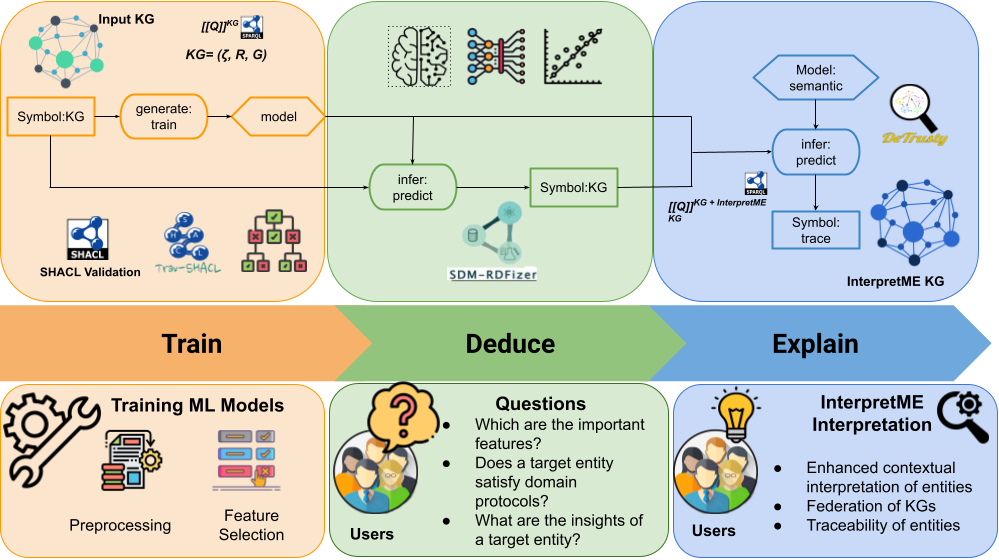 Input KG
[[Q]]KG
SPARQL
KG= (ζ, R, G)
Symbol:KG
generate:
train
model
SHACL
SHACL Validation
SHACL
Trav-SHACL
infer:
predict
Symbol:KG
SDM-RDFizer
Model:
semantic
DeTrusty
infer:
predict
SPARQL
[[Q]]KG + InterpretME
KG
Symbol:
trace
InterpretME KG
Train
Deduce
Explain
Training ML Models
Preprocessing
Feature
Selection
Users
Questions
● Which are the important
features?
● Does a target entity
satisfy domain
protocols?
● What are the insights of
a target entity?
Users
InterpretME
Interpretation
● Enhanced contextual
interpretation of entities
● Federation of KGs
● Traceability of entities